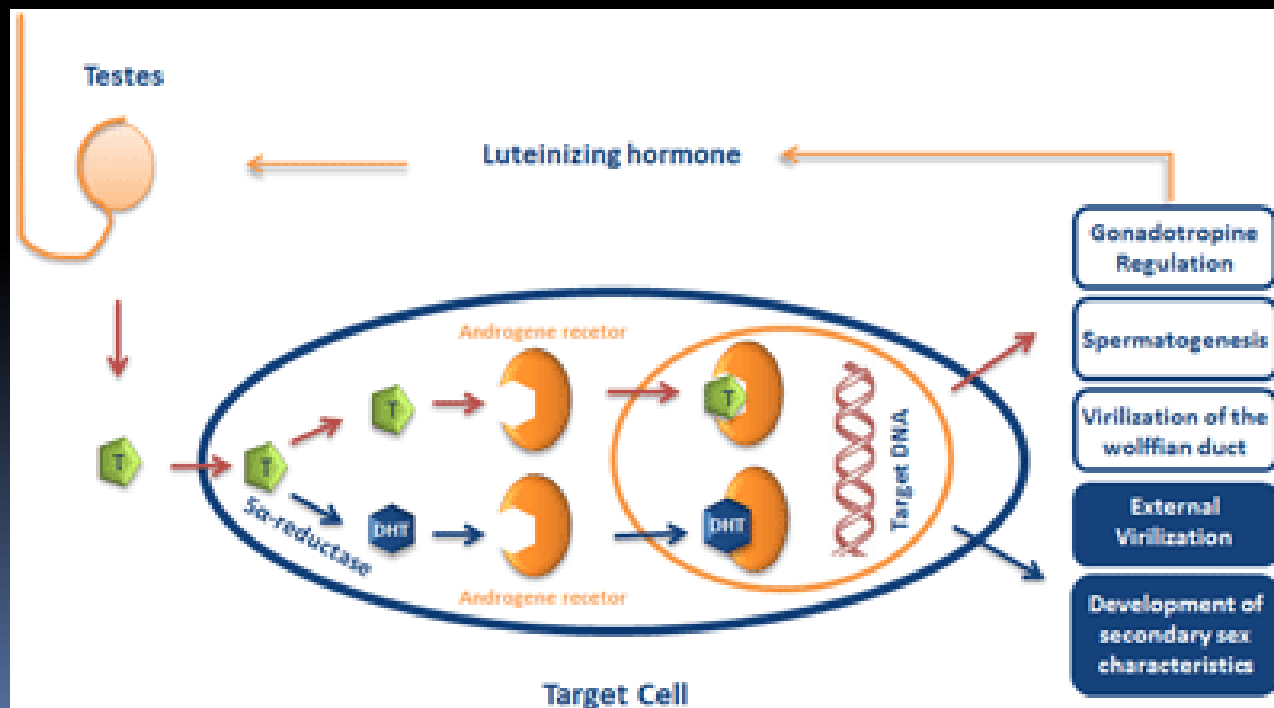 Testes
Luteinizing hormone
Gonadotropine
Regulation
Androgene recetor
Spermatogenesis
T
T
T
T
Virilization of the
wolffian duct
Target DNA
5α-reductase
DHT
DHT
External
Virilization
Androgene recetor
Development of
secondary sex
characteristics
Target Cell